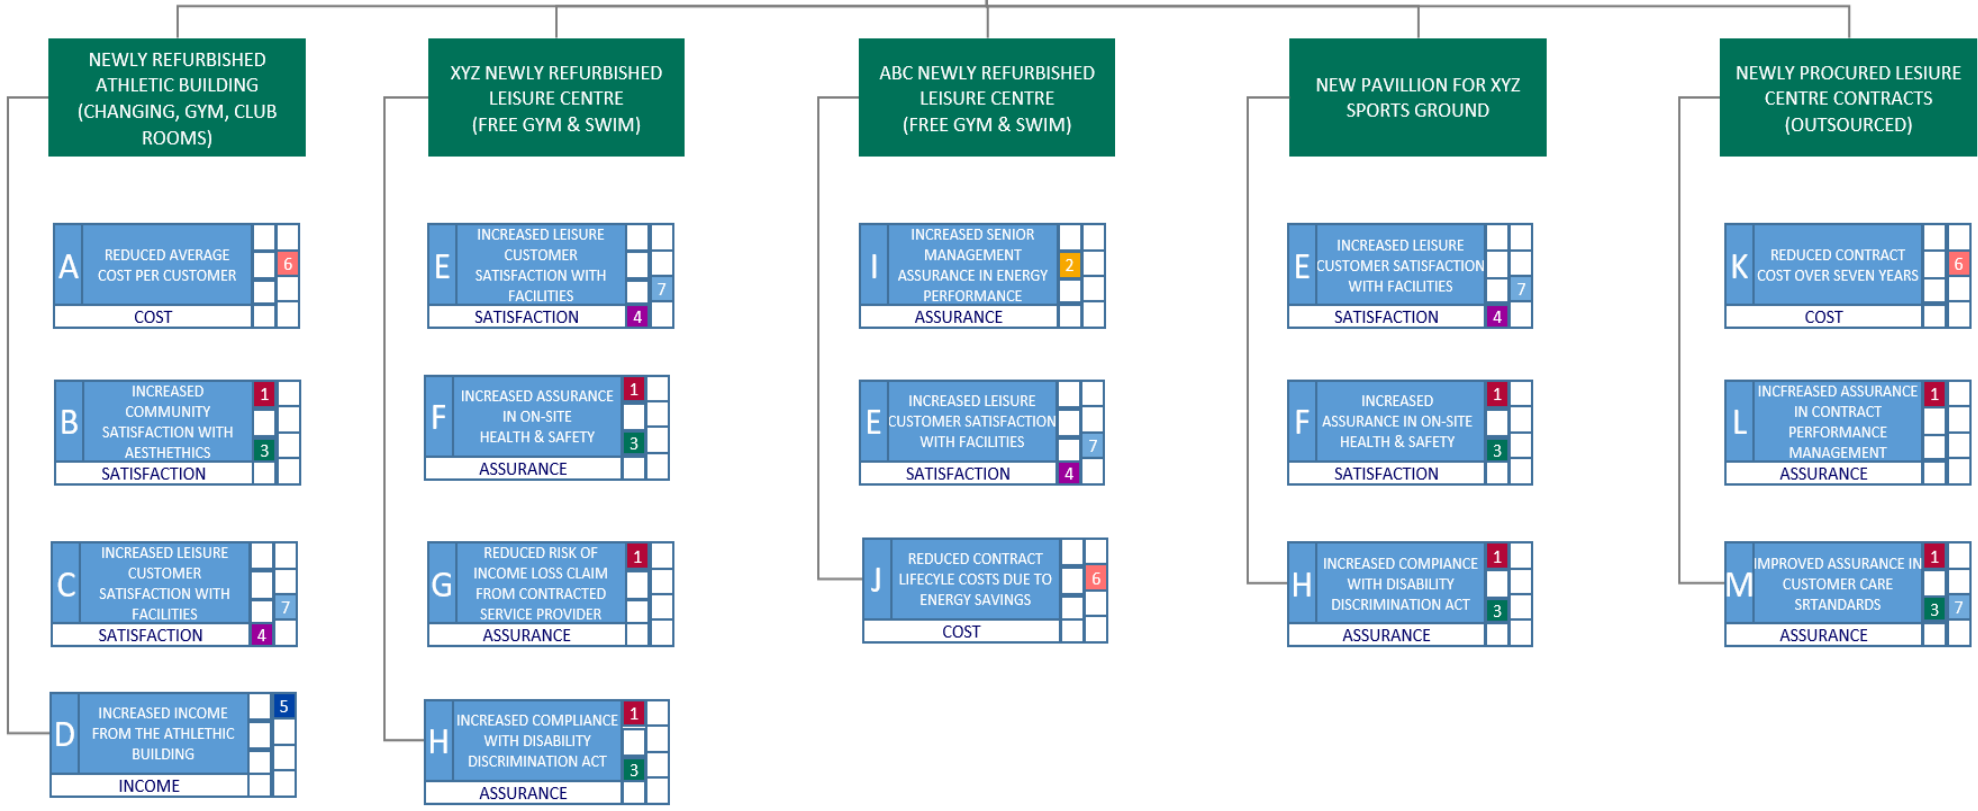 NEWLY REFURBISHED
ATHLETIC BUILDING
(CHANGING, GYM, CLUB
ROOMS)
A
REDUCED AVERAGE
COST PER CUSTOMER
6
COST
B
INCREASED
COMMUNITY
SATISFACTION WITH
AESTHETHICS
1
3
SATISFACTION
C
INCREASED LEISURE
CUSTOMER
SATISFACTION WITH
FACILITIES
7
SATISFACTION
4
D
INCREASED INCOME
FROM THE ATHLETHIC
BUILDING
5
INCOME
XYZ NEWLY REFURBISHED
LEISURE CENTRE
(FREE GYM & SWIM)
E
INCREASED LEISURE
CUSTOMER
SATISFACTION WITH
FACILITIES
7
SATISFACTION
4
F
INCREASED ASSURANCE
IN ON-SITE
HEALTH & SAFETY
1
3
ASSURANCE
G
REDUCED RISK OF
INCOME LOSS CLAIM
FROM CONTRACTED
SERVICE PROVIDER
1
ASSURANCE
H
INCREASED COMPLIANCE
WITH DISABILITY
DISCRIMINATION ACT
1
3
ASSURANCE
ABC NEWLY REFURBISHED
LEISURE CENTRE
(FREE GYM & SWIM)
I
INCREASED SENIOR
MANAGEMENT
ASSURANCE IN ENERGY
PERFORMANCE
2
ASSURANCE
E
INCREASED LEISURE
CUSTOMER SATISFACTION
WITH FACILITIES
7
SATISFACTION
4
J
REDUCED CONTRACT
LIFECYLE COSTS DUE TO
ENERGY SAVINGS
6
COST
NEW PAVILLION FOR XYZ
SPORTS GROUND
E
INCREASED LEISURE
CUSTOMER SATISFACTION
WITH FACILITIES
7
SATISFACTION
4
F
INCREASED
ASSURANCE IN ON-SITE
HEALTH & SAFETY
1
3
SATISFACTION
H
INCREASED COMPIANCE
WITH DISABILITY
DISCRIMINATION ACT
1
3
ASSURANCE
NEWLY PROCURED LESIURE
CENTRE CONTRACTS
(OUTSOURCED)
K
REDUCED CONTRACT
COST OVER SEVEN YEARS
6
COST
L
INCFREASED ASSURANCE
IN CONTRACT
PERFORMANCE
MANAGEMENT
1
ASSURANCE
M
IMPROVED ASSURANCE IN
CUSTOMER CARE
SRTANDARDS
1
3
7
ASSURANCE